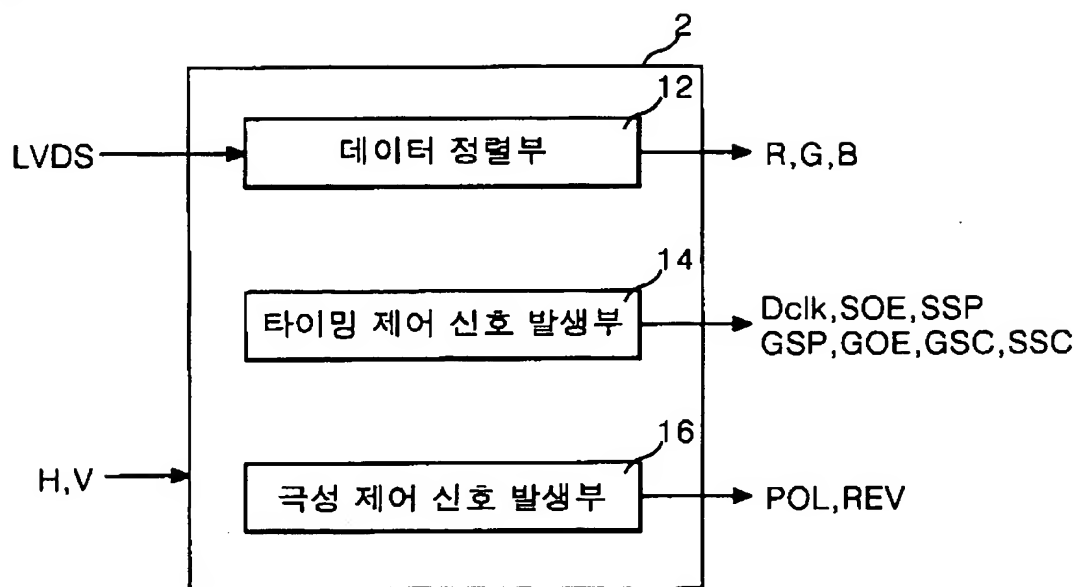 2
12
LVDS
데이터 정렬부
R,G,B
14
타이밍 제어 신호 발생부
Dclk,SOE,SSP
GSP,GOE,GSC,SSC
16
H,V
극성 제어 신호 발생부
POL,REV